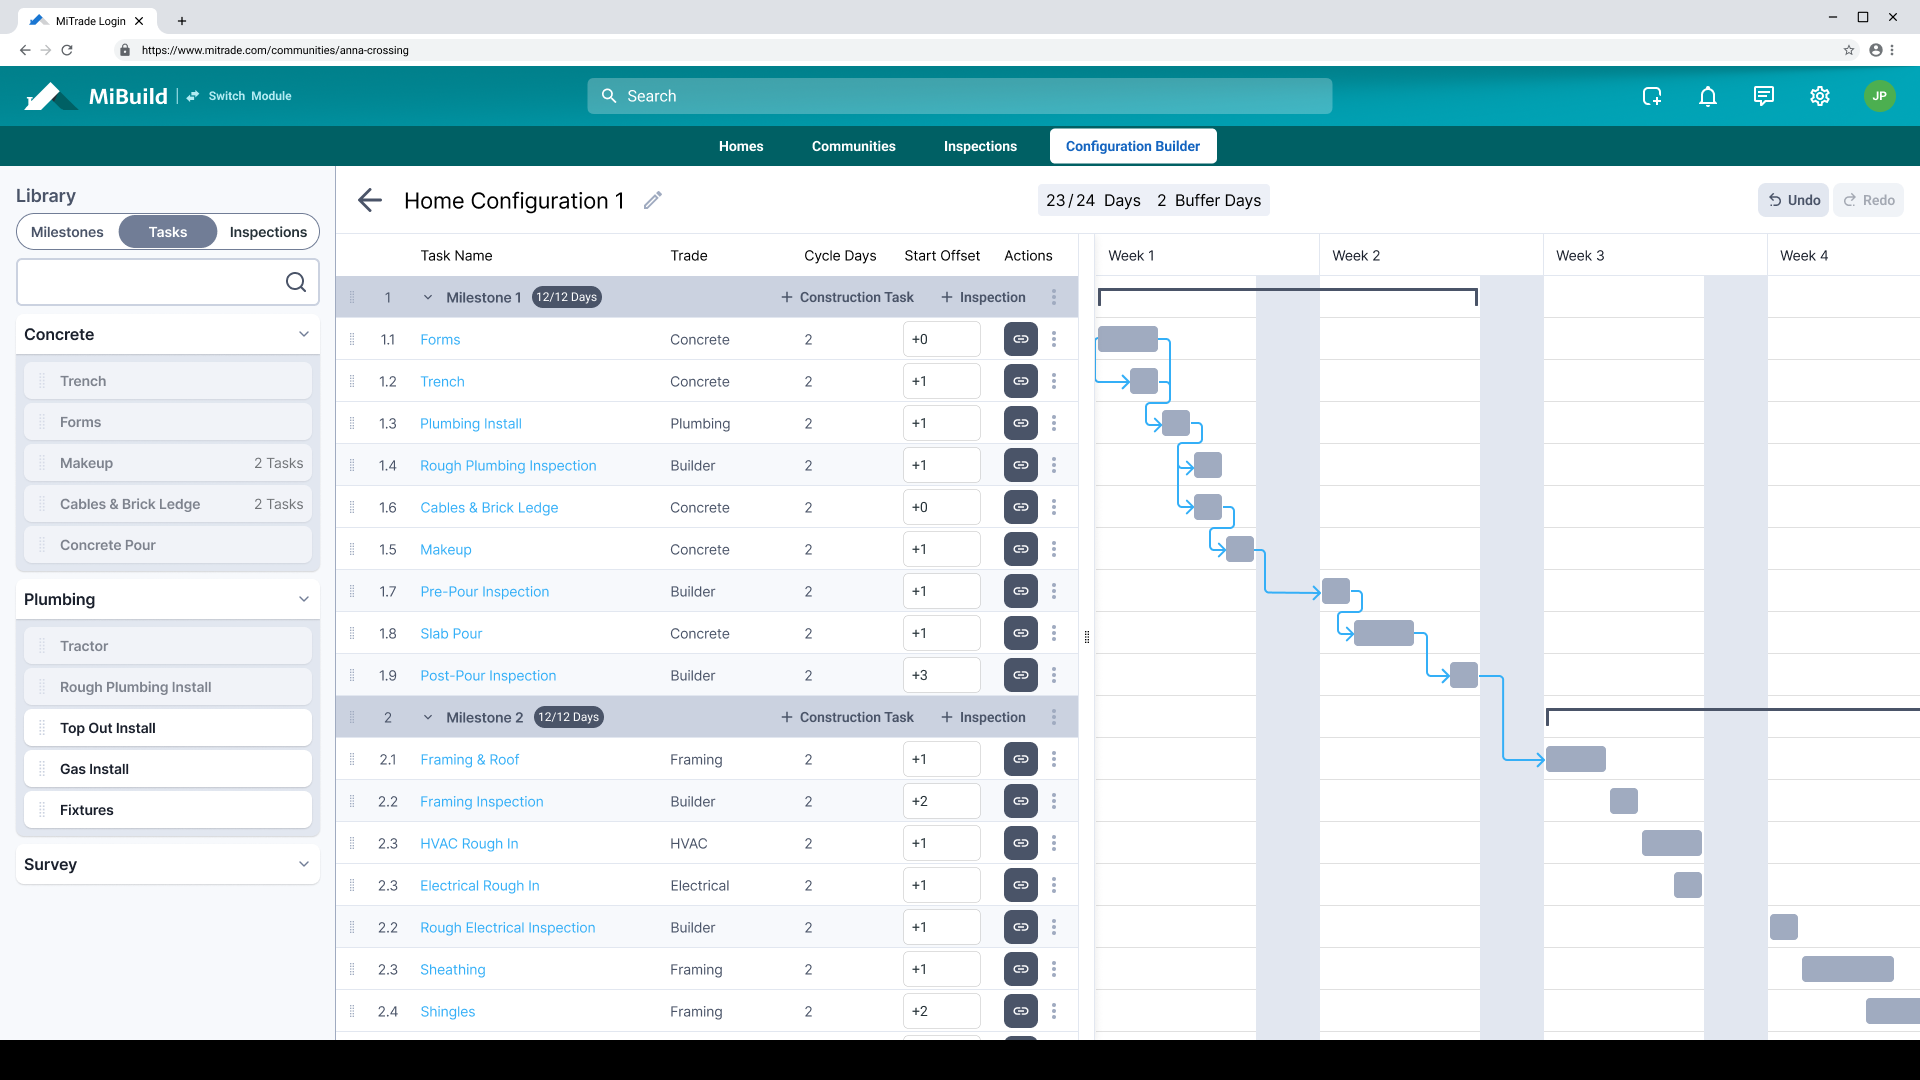 MiTrade Login
https://www.mitrade.com/communities/anna-crossing
MiBuild | Switch Module
Search
JP
Homes Communities Inspections Configuration Builder
Library
Milestones Tasks Inspections
Concrete
Trench
Forms
Makeup 2 Tasks
Cables & Brick Ledge 2 Tasks
Concrete Pour
Plumbing
Tractor
Rough Plumbing Install
Top Out Install
Gas Install
Fixtures
Survey
Home Configuration 1
23/24 Days 2 Buffer Days
Undo Redo
Task Name Trade Cycle Days Start Offset Actions Week 1 Week 2 Week 3 Week 4
1 Milestone 1 12/12 Days + Construction Task + Inspection
1.1 Forms Concrete 2 +0
1.2 Trench Concrete 2 +1
1.3 Plumbing Install Plumbing 2 +1
1.4 Rough Plumbing Inspection Builder 2 +1
1.6 Cables & Brick Ledge Concrete 2 +0
1.5 Makeup Concrete 2 +1
1.7 Pre-Pour Inspection Builder 2 +1
1.8 Slab Pour Concrete 2 +1
1.9 Post-Pour Inspection Builder 2 +3
2 Milestone 2 12/12 Days + Construction Task + Inspection
2.1 Framing & Roof Framing 2 +1
2.2 Framing Inspection Builder 2 +2
2.3 HVAC Rough In HVAC 2 +1
2.3 Electrical Rough In Electrical 2 +1
2.2 Rough Electrical Inspection Builder 2 +1
2.3 Sheathing Framing 2 +1
2.4 Shingles Framing 2 +2